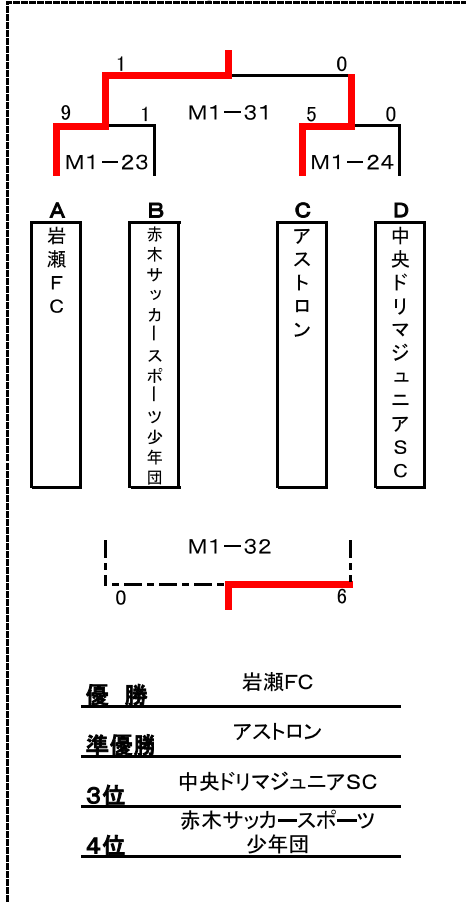 1 0
9 1 M1-31 5 0
M1-23 M1-24
A B C D
岩瀬FC
赤木サッカースポーツ少年団
アストロン
中央ドリマジュニアSC
M1-32
0 6
優 勝 岩瀬FC
準優勝 アストロン
3位 中央ドリマジュニアSC
4位 赤木サッカースポーツ
少年団